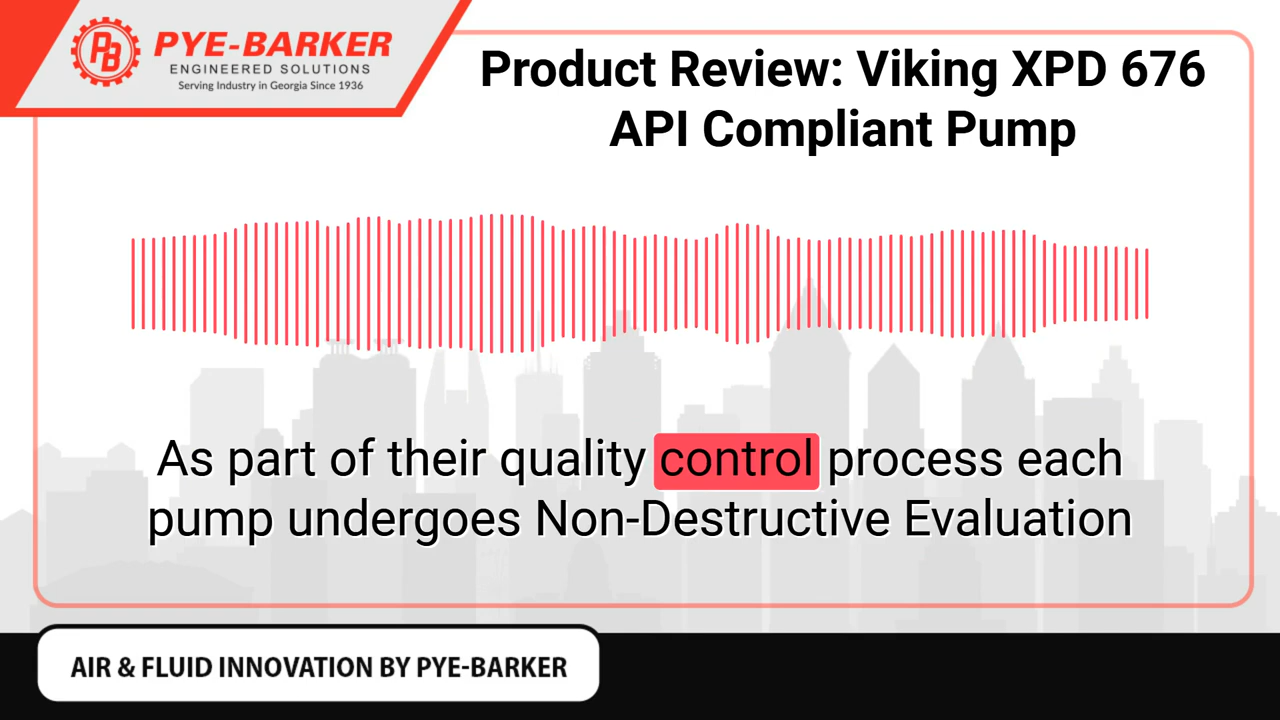 PB
PYE-BARKER
ENGINEERED SOLUTIONS
Serving Industry in Georgia Since 1936
Product Review: Viking XPD 676
API Compliant Pump
As part of their quality control process each
pump undergoes Non-Destructive Evaluation
AIR & FLUID INNOVATION BY PYE-BARKER